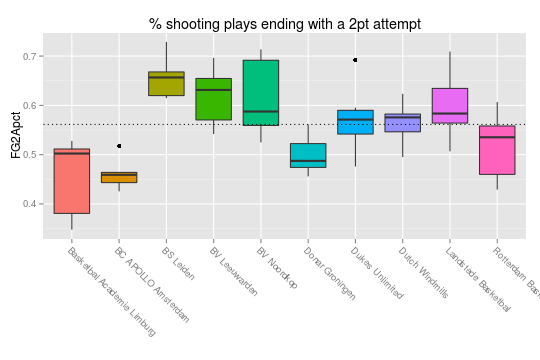 % shooting plays ending with a 2pt attempt
FG2Apct
0.7
0.6
0.5
0.4
Basketbal Academie Limburg
BC APOLLO Amsterdam
BS Leiden
BV Leeuwarden
BV Noordkop
Donar Groningen
Dukes Unlimited
Dutch Windmills
Landstede Basketbal
Rotterdam Bas